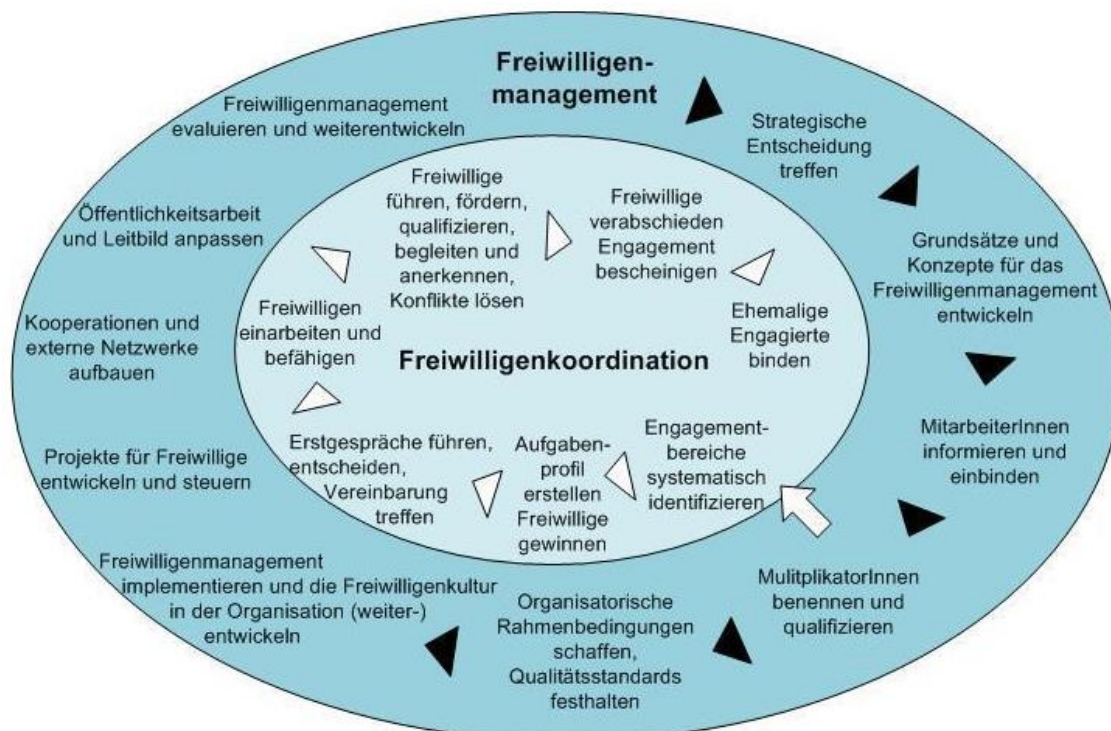 Freiwilligen-
management
Strategische
Entscheidung
treffen
Grundsätze und
Konzepte für das
Freiwilligenmanagement
entwickeln
MitarbeiterInnen
informieren und
einbinden
MulitplikatorInnen
benennen und
qualifizieren
Organisatorische
Rahmenbedingungen
schaffen,
Qualitätsstandards
festhalten
Freiwilligenmanagement
implementieren und die Freiwilligenkultur
in der Organisation (weiter-)
entwickeln
Projekte für Freiwillige
entwickeln und steuern
Kooperationen und
externe Netzwerke
aufbauen
Öffentlichkeitsarbeit
und Leitbild anpassen
Freiwilligenmanagement
evaluieren und weiterentwickeln
Freiwilligenkoordination
Engagement-
bereiche
systematisch
identifizieren
Aufgaben-
profil
erstellen
Freiwillige
gewinnen
Erstgespräche führen,
entscheiden,
Vereinbarung
treffen
Freiwilligen
einarbeiten und
befähigen
Freiwillige
führen, fördern,
qualifizieren,
begleiten und
anerkennen,
Konflikte lösen
Freiwillige
verabschieden
Engagement
bescheinigen
Ehemalige
Engagierte
binden